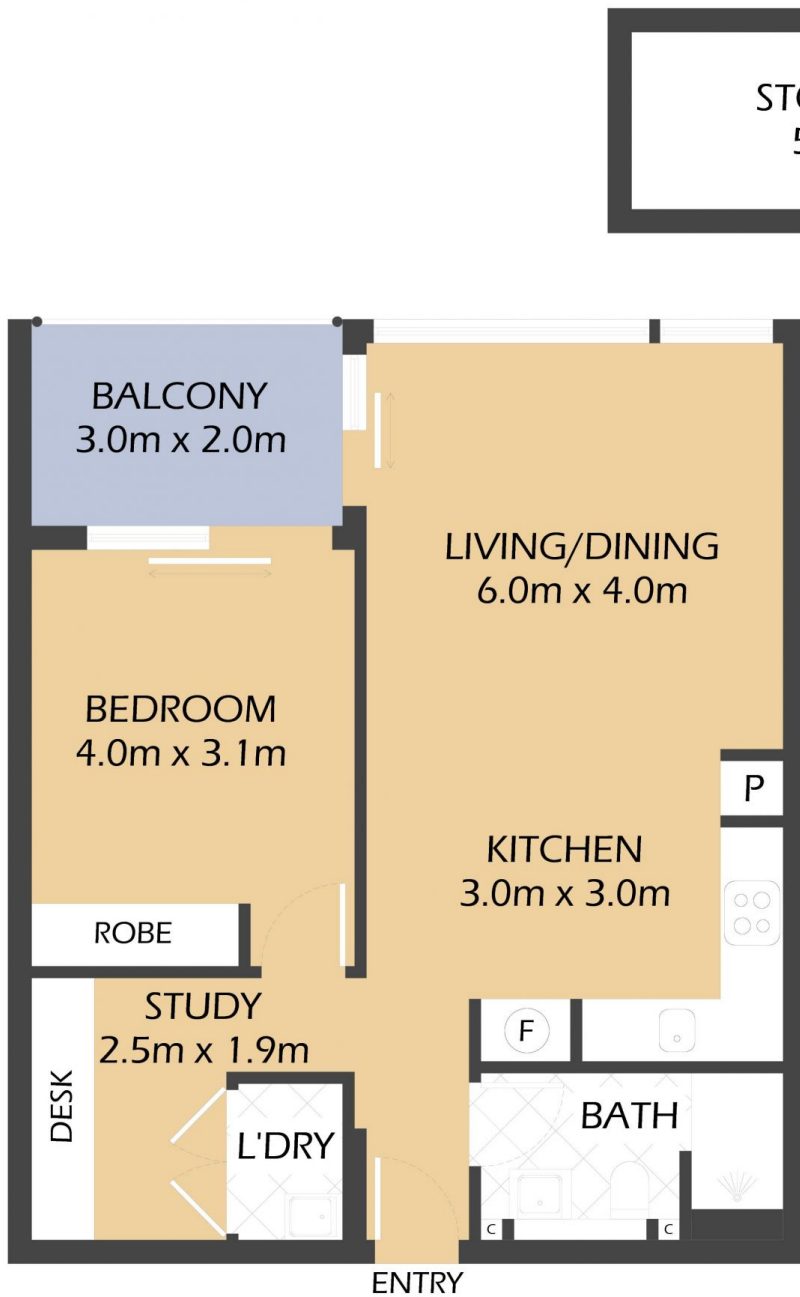 BALCONY
3.0m x 2.0m
LIVING/DINING
6.0m x 4.0m
BEDROOM
4.0m x 3.1m
P
KITCHEN
3.0m x 3.0m
ROBE
STUDY
2.5m x 1.9m
F
DESK
L'DRY
BATH
C
C
ENTRY